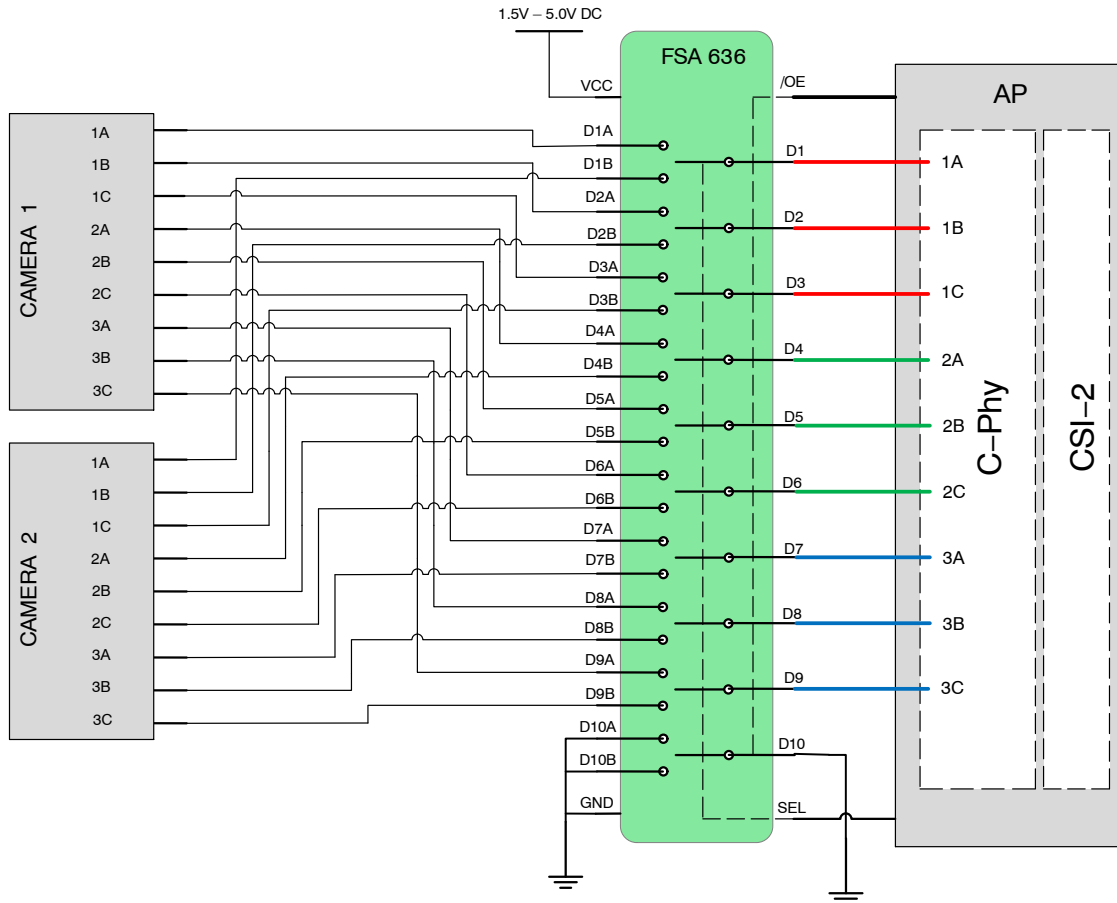 1.5V – 5.0V DC
FSA 636
VCC
/OE
AP
CAMERA 1
1A
1B
1C
2A
2B
2C
3A
3B
3C
CAMERA 2
1A
1B
1C
2A
2B
2C
3A
3B
3C
D1A
D1B
D2A
D2B
D3A
D3B
D4A
D4B
D5A
D5B
D6A
D6B
D7A
D7B
D8A
D8B
D9A
D9B
D10A
D10B
GND
D1
D2
D3
D4
D5
D6
D7
D8
D9
D10
SEL
1A
1B
1C
2A
2B
2C
3A
3B
3C
C–Phy
CSI–2